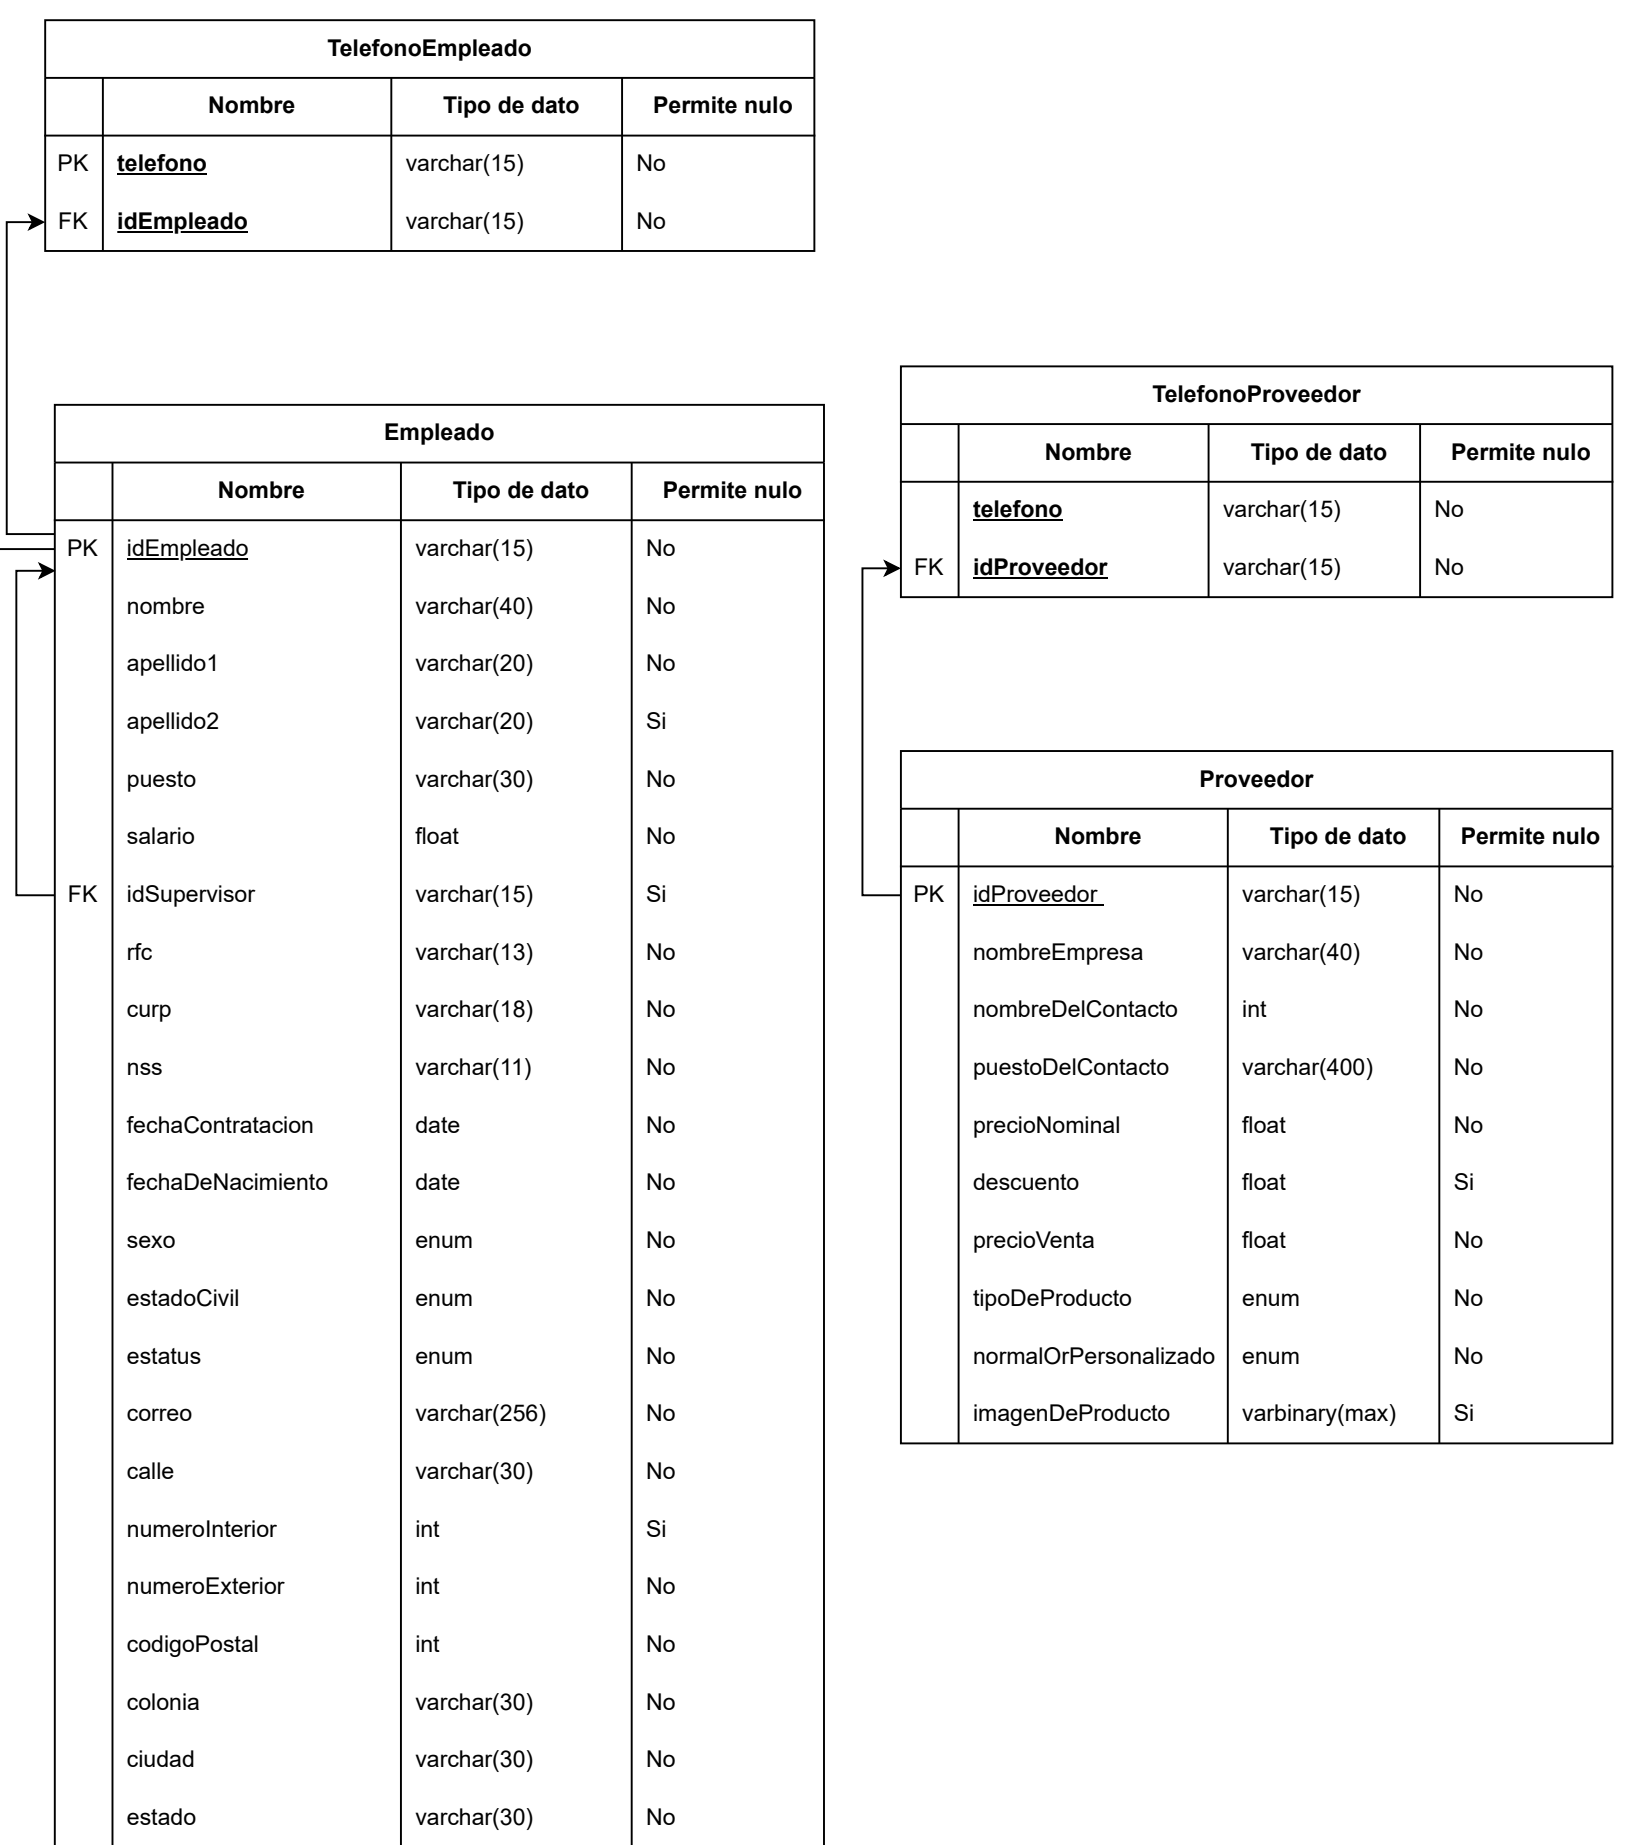 TelefonoEmpleado
Nombre Tipo de dato Permite nulo
PK telefono varchar(15) No
FK idEmpleado varchar(15) No
Empleado
Nombre Tipo de dato Permite nulo
PK idEmpleado varchar(15) No
nombre varchar(40) No
apellido1 varchar(20) No
apellido2 varchar(20) Si
puesto varchar(30) No
salario float No
FK idSupervisor varchar(15) Si
rfc varchar(13) No
curp varchar(18) No
nss varchar(11) No
fechaContratacion date No
fechaDeNacimiento date No
sexo enum No
estadoCivil enum No
estatus enum No
correo varchar(256) No
calle varchar(30) No
numeroInterior int Si
numeroExterior int No
codigoPostal int No
colonia varchar(30) No
ciudad varchar(30) No
estado varchar(30) No
TelefonoProveedor
Nombre Tipo de dato Permite nulo
telefono varchar(15) No
FK idProveedor varchar(15) No
Proveedor
Nombre Tipo de dato Permite nulo
PK idProveedor varchar(15) No
nombreEmpresa varchar(40) No
nombreDelContacto int No
puestoDelContacto varchar(400) No
precioNominal float No
descuento float Si
precioVenta float No
tipoDeProducto enum No
normalOrPersonalizado enum No
imagenDeProducto varbinary(max) Si